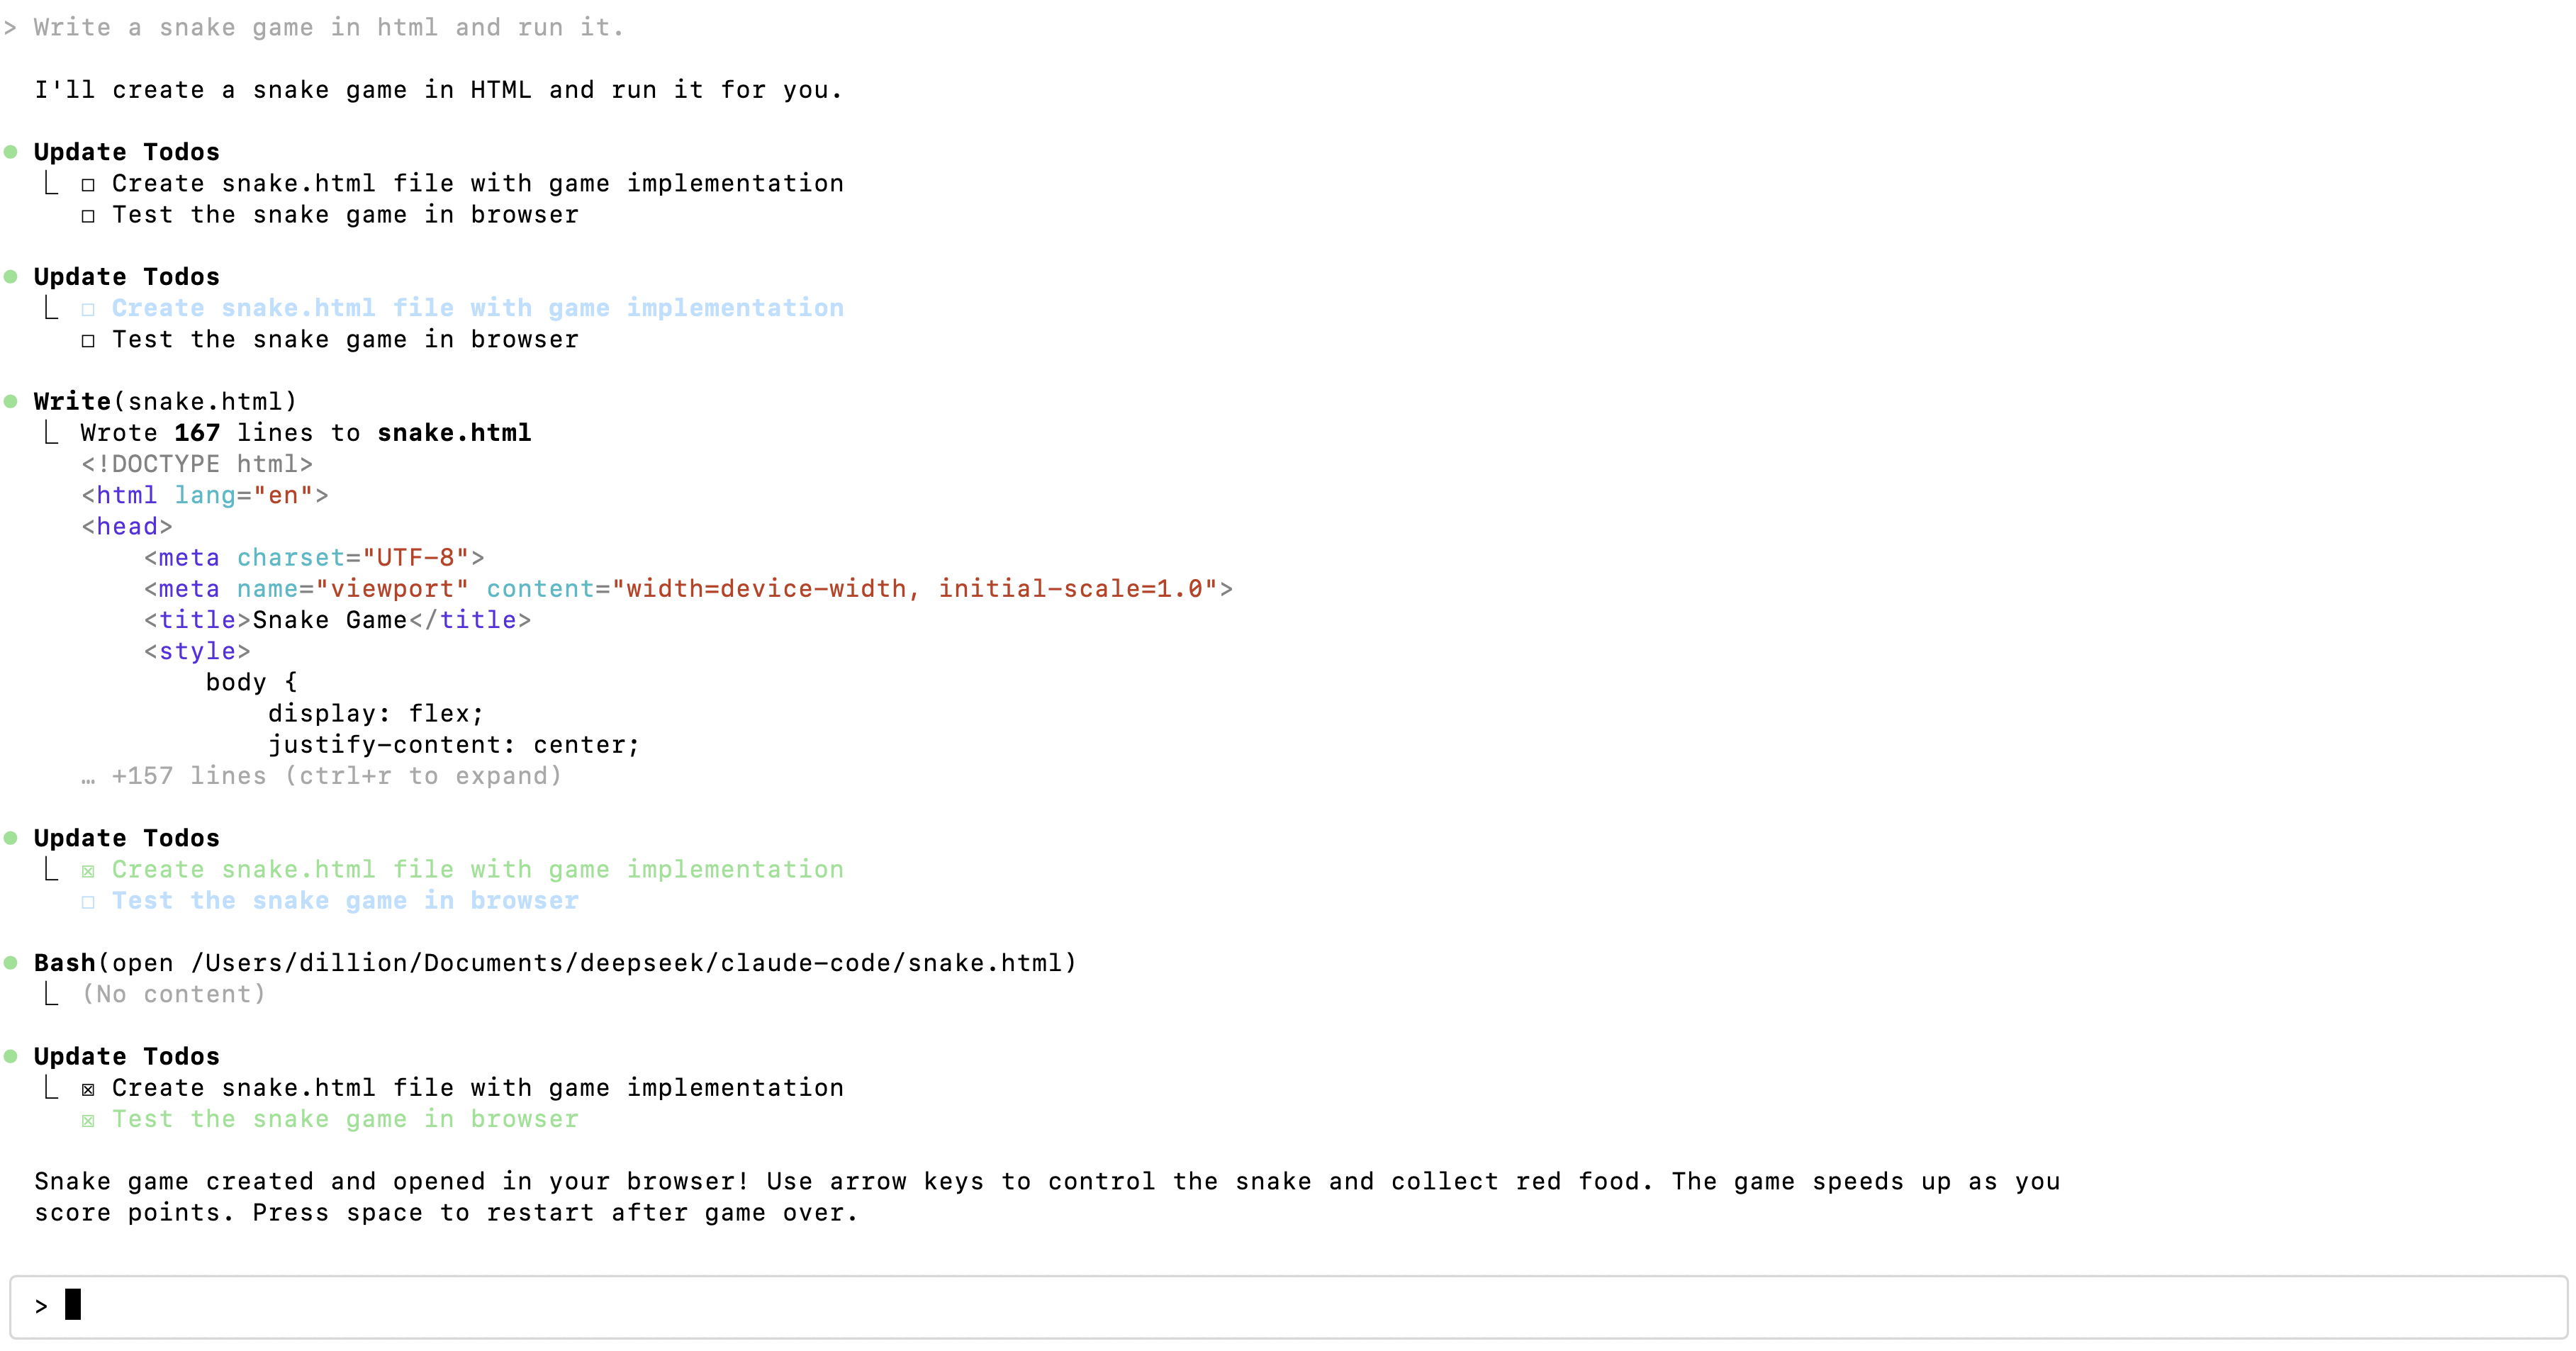 > Write a snake game in html and run it.
I'll create a snake game in HTML and run it for you.
● Update Todos
⎿ ☐ Create snake.html file with game implementation
☐ Test the snake game in browser
● Update Todos
⎿ ☐ Create snake.html file with game implementation
☐ Test the snake game in browser
● Write(snake.html)
⎿ Wrote 167 lines to snake.html
<!DOCTYPE html>
<html lang="en">
<head>
<meta charset="UTF-8">
<meta name="viewport" content="width=device-width, initial-scale=1.0">
<title>Snake Game</title>
<style>
body {
display: flex;
justify-content: center;
… +157 lines (ctrl+r to expand)
● Update Todos
⎿ ☒ Create snake.html file with game implementation
☐ Test the snake game in browser
● Bash(open /Users/dillion/Documents/deepseek/claude-code/snake.html)
⎿ (No content)
● Update Todos
⎿ ☒ Create snake.html file with game implementation
☒ Test the snake game in browser
Snake game created and opened in your browser! Use arrow keys to control the snake and collect red food. The game speeds up as you
score points. Press space to restart after game over.
>